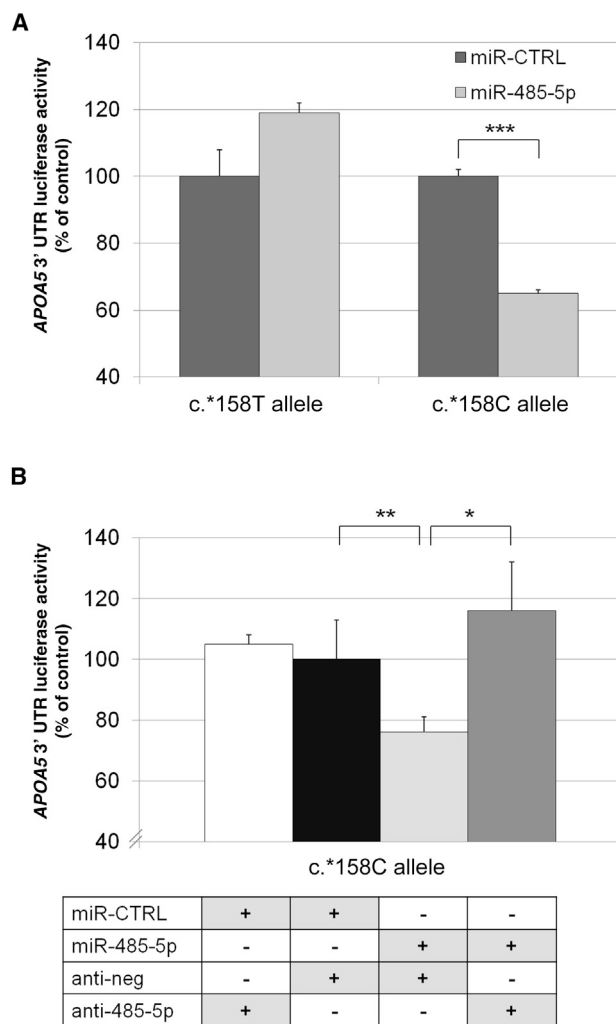 A
APOA5 3' UTR luciferase activity
(% of control)
140
120
100
80
60
40
miR-CTRL
miR-485-5p
***
c.*158T allele
c.*158C allele
B
APOA5 3' UTR luciferase activity
(% of control)
140
120
100
80
60
40
**
*
c.*158C allele
miR-CTRL + + - -
miR-485-5p - - + +
anti-neg - + + -
anti-485-5p + - - +